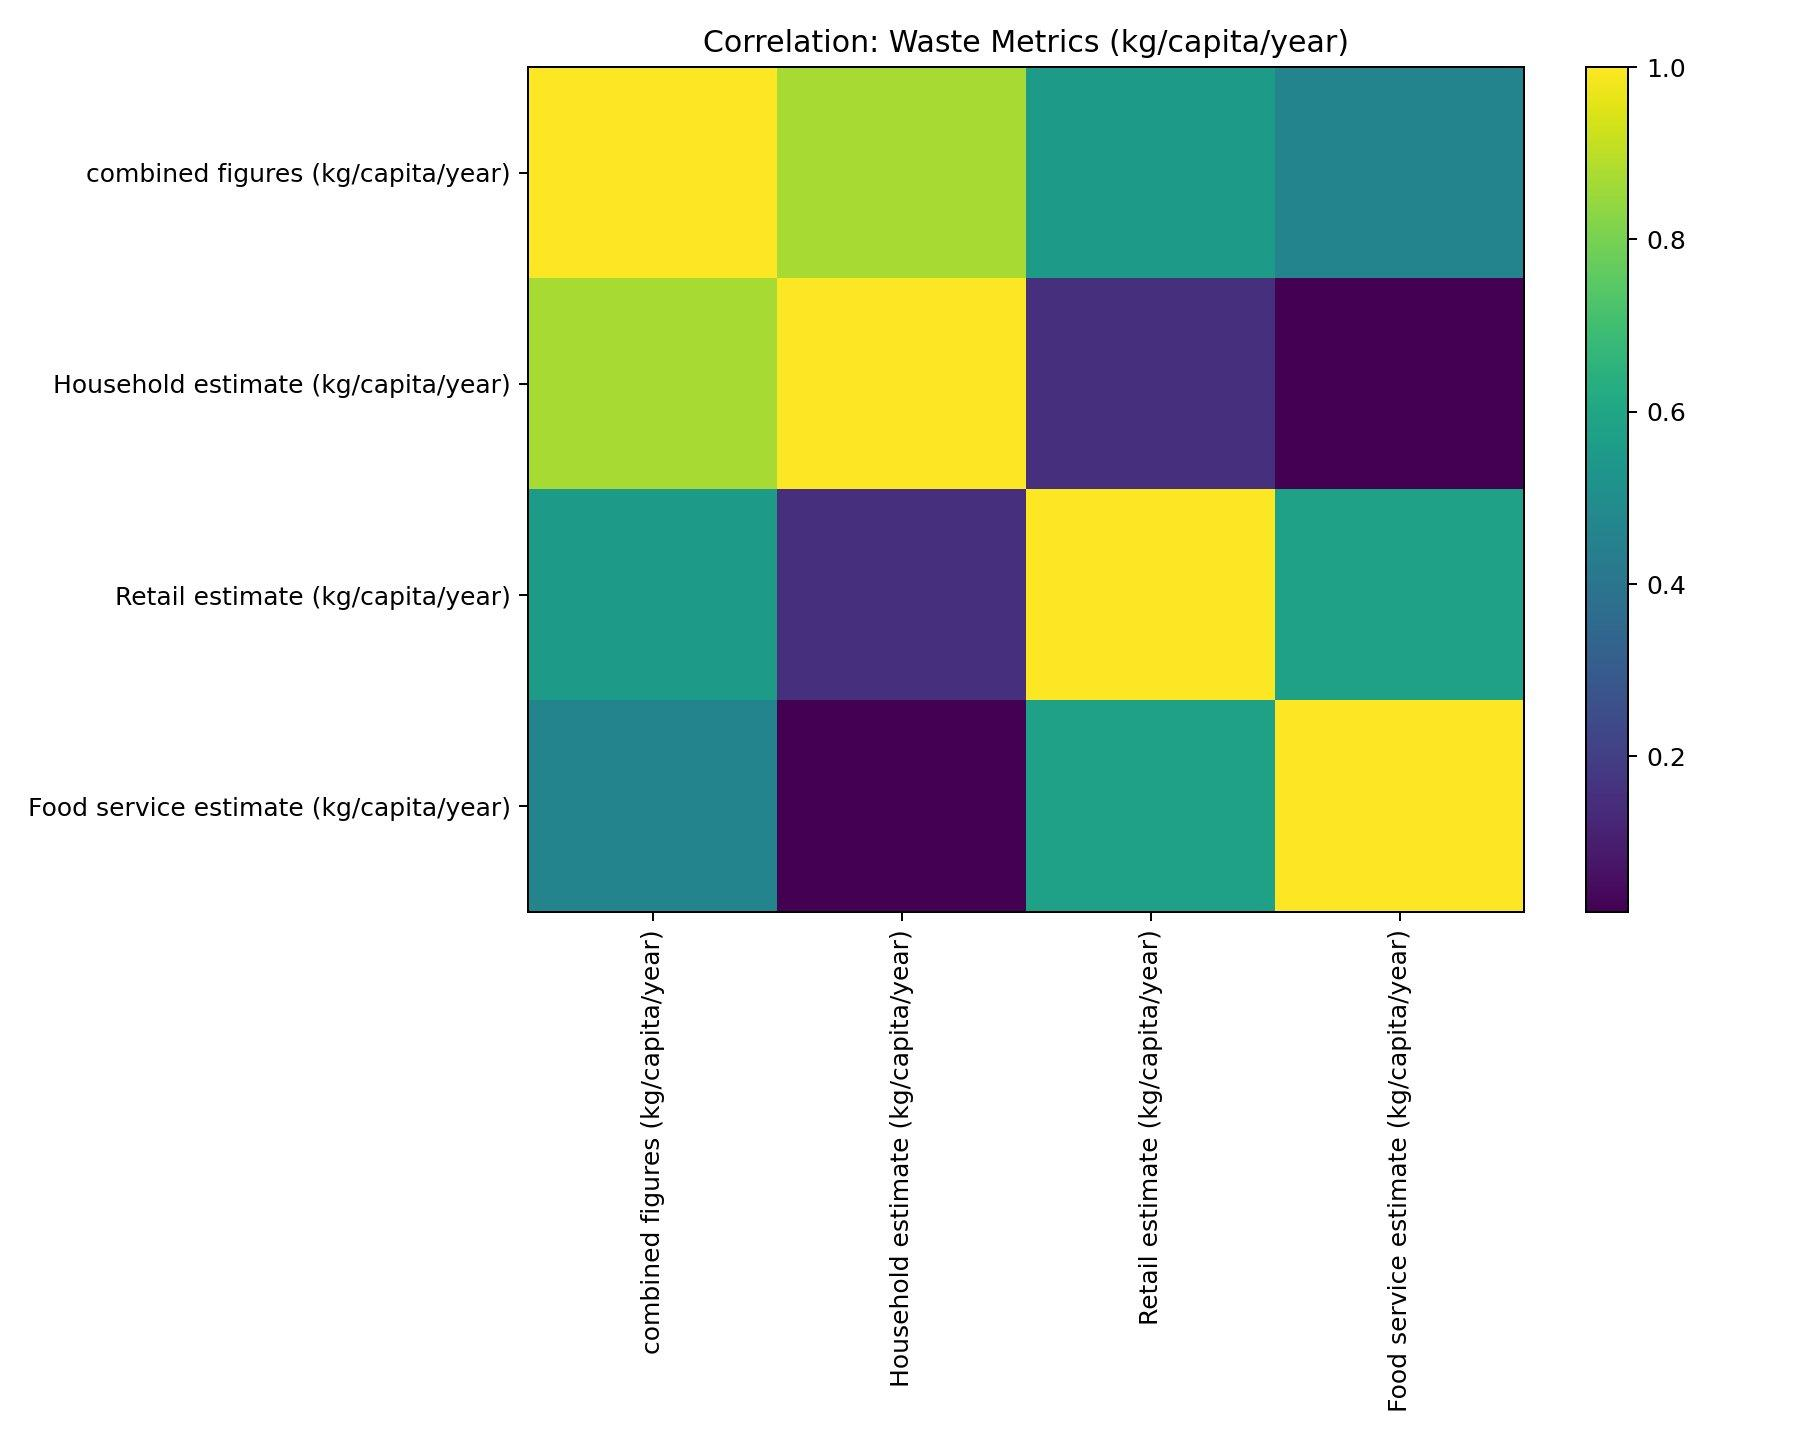 Correlation: Waste Metrics (kg/capita/year)
combined figures (kg/capita/year)
Household estimate (kg/capita/year)
Retail estimate (kg/capita/year)
Food service estimate (kg/capita/year)
combined figures (kg/capita/year)
Household estimate (kg/capita/year)
Retail estimate (kg/capita/year)
Food service estimate (kg/capita/year)
1.0
0.8
0.6
0.4
0.2